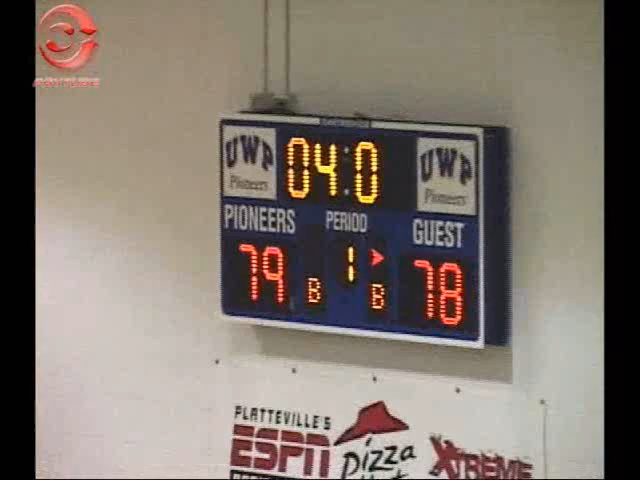 UWP
Pioneers
04:0
UWP
Pioneers
PIONEERS
PERIOD
GUEST
79
B
1
B
78
PLATTEVILLE'S
ESPN
Pizza
XTREME